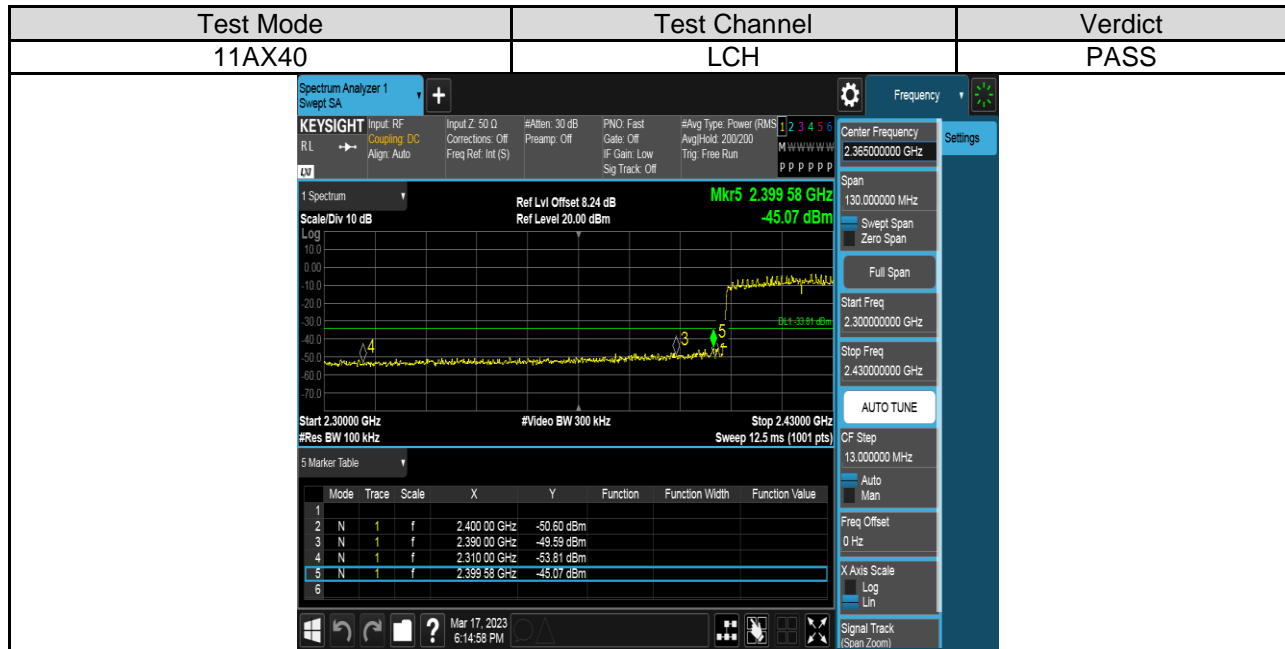 Test Mode Test Channel Verdict
11AX40 LCH PASS
Spectrum Analyzer 1
Swept SA
Frequency
KEYSIGHT
RL
LXI
Input: RF
Coupling: DC
Align: Auto
Input Z: 50 Ω
Corrections: Off
Freq Ref: Int (S)
#Atten: 30 dB
Preamp: Off
PNO: Fast
Gate: Off
IF Gain: Low
Sig Track: Off
#Avg Type: Power (RMS
Avg|Hold: 200/200
Trig: Free Run
1 2 3 4 5 6
M W W W W W
P P P P P P
1 Spectrum
Scale/Div 10 dB
Ref Lvl Offset 8.24 dB
Ref Level 20.00 dBm
Mkr5 2.399 58 GHz
-45.07 dBm
Log
10.0
0.00
-10.0
-20.0
-30.0
-40.0
-50.0
-60.0
-70.0
DL1 -33.81 dBm
4
3
5
Start 2.30000 GHz #Video BW 300 kHz Stop 2.43000 GHz
#Res BW 100 kHz Sweep 12.5 ms (1001 pts)
5 Marker Table
Mode Trace Scale X Y Function Function Width Function Value
1
2 N 1 f 2.400 00 GHz -50.60 dBm
3 N 1 f 2.390 00 GHz -49.59 dBm
4 N 1 f 2.310 00 GHz -53.81 dBm
5 N 1 f 2.399 58 GHz -45.07 dBm
6
?
Mar 17, 2023
6:14:58 PM
Center Frequency
2.365000000 GHz
Settings
Span
130.000000 MHz
Swept Span
Zero Span
Full Span
Start Freq
2.300000000 GHz
Stop Freq
2.430000000 GHz
AUTO TUNE
CF Step
13.000000 MHz
Auto
Man
Freq Offset
0 Hz
X Axis Scale
Log
Lin
Signal Track
(Span Zoom)